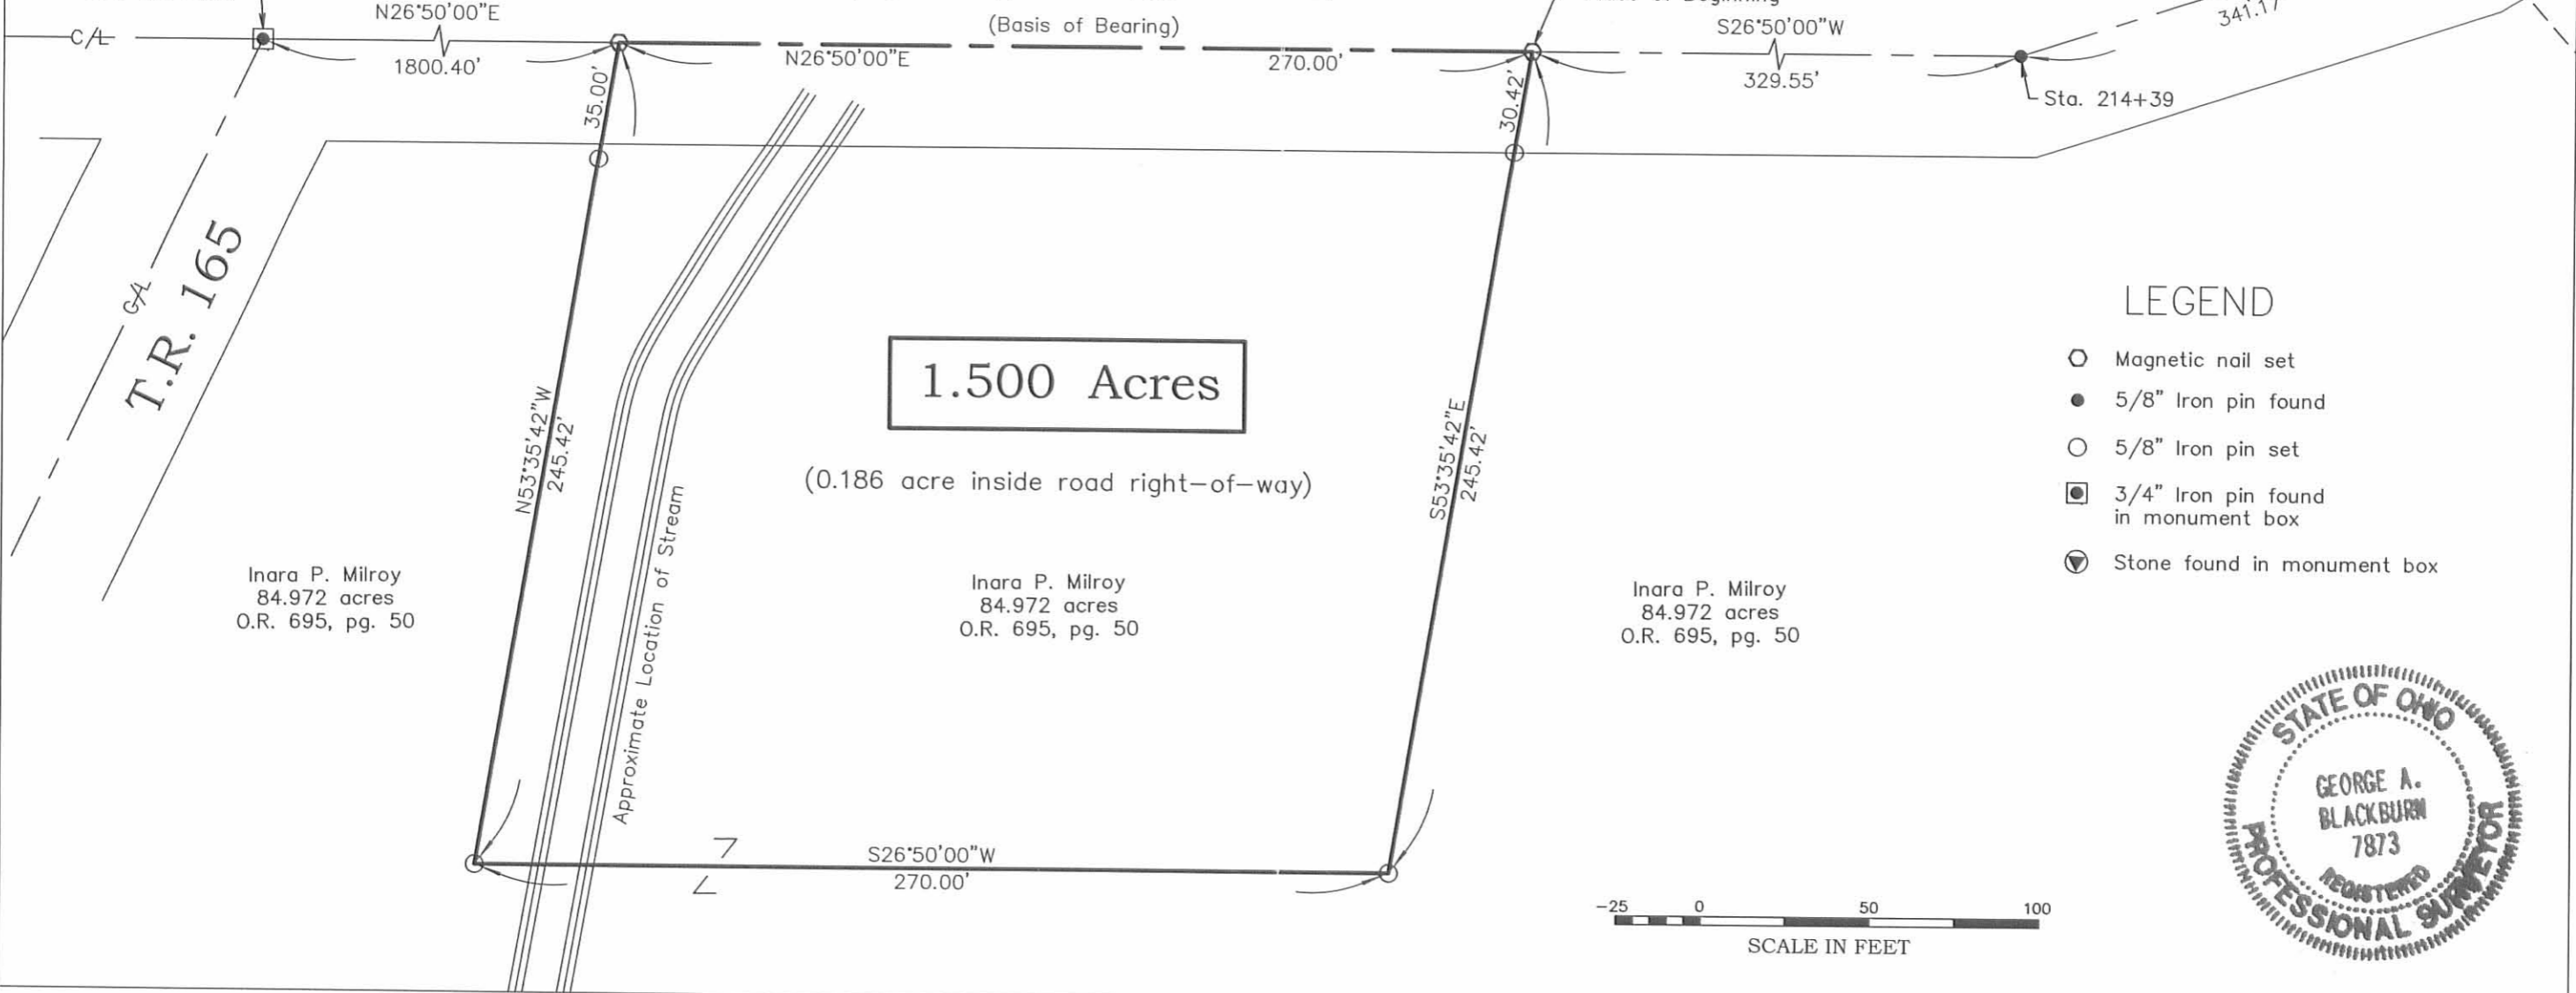 N26°50'00"E
C/L
1800.40'
(Basis of Bearing)
N26°50'00"E
270.00'
S26°50'00"W
329.55'
341.17
Sta. 214+39
35.00'
30.42'
C/L
T.R. 165
N53°35'42"W
245.42'
1.500 Acres
(0.186 acre inside road right-of-way)
S53°35'42"E
245.42'
Approximate Location of Stream
Inara P. Milroy
84.972 acres
O.R. 695, pg. 50
Inara P. Milroy
84.972 acres
O.R. 695, pg. 50
Inara P. Milroy
84.972 acres
O.R. 695, pg. 50
S26°50'00"W
270.00'
LEGEND
Magnetic nail set
5/8" Iron pin found
5/8" Iron pin set
3/4" Iron pin found
in monument box
Stone found in monument box
-25 0 50 100
SCALE IN FEET
STATE OF OHIO
GEORGE A.
BLACKBURN
7873
REGISTERED
PROFESSIONAL SURVEYOR